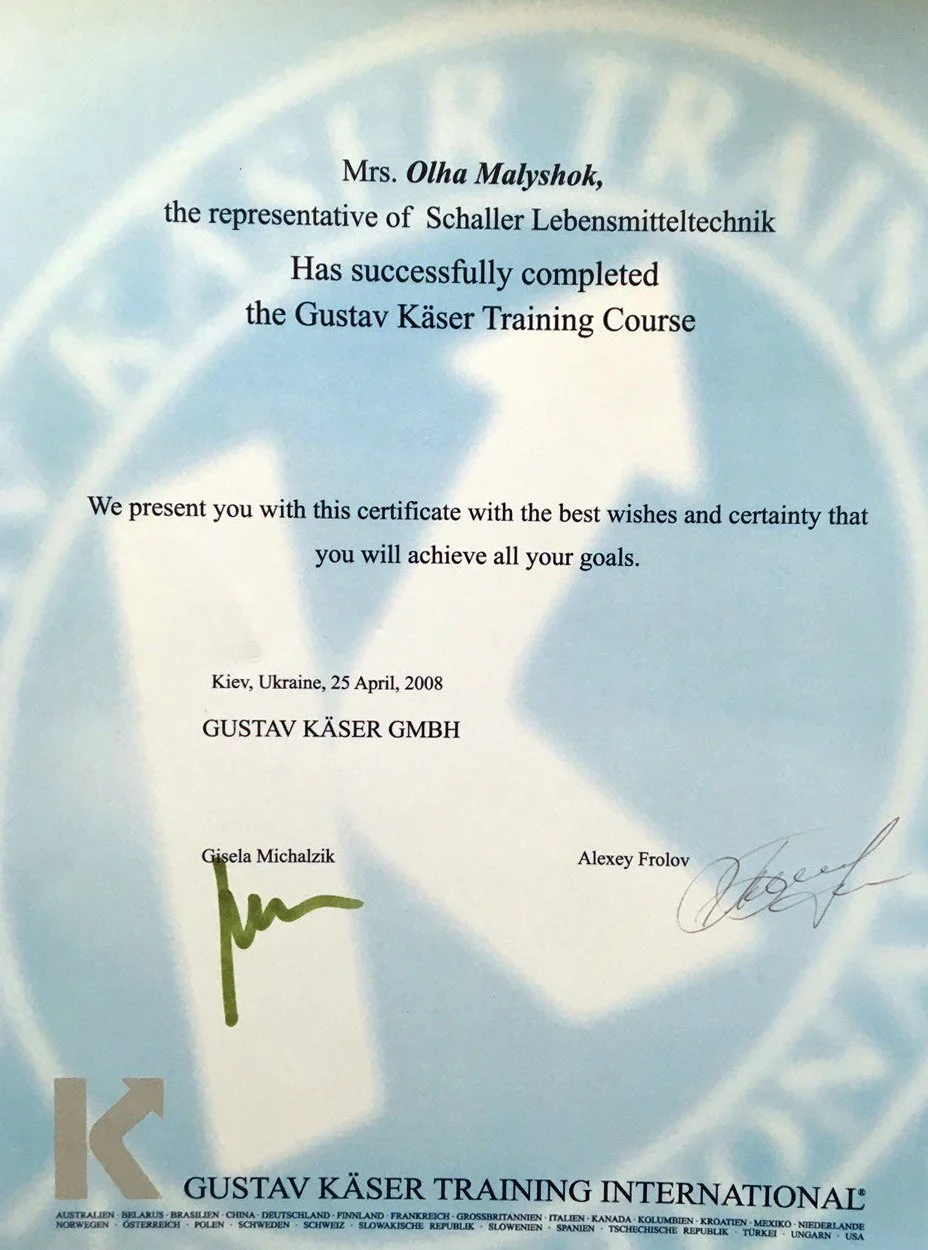 Mrs. Olha Malyshok,
the representative of Schaller Lebensmitteltechnik
Has successfully completed
the Gustav Käser Training Course
We present you with this certificate with the best wishes and certainty that
you will achieve all your goals.
Kiev, Ukraine, 25 April, 2008
GUSTAV KÄSER GMBH
Gisela Michalzik
Alexey Frolov
K
GUSTAV KÄSER TRAINING INTERNATIONAL®
AUSTRALIEN · BELARUS · BRASILIEN · CHINA · DEUTSCHLAND · FINNLAND · FRANKREICH · GROSSBRITANNIEN · ITALIEN · KANADA · KOLUMBIEN · KROATIEN · MEXIKO · NIEDERLANDE
NORWEGEN · ÖSTERREICH · POLEN · SCHWEDEN · SCHWEIZ · SLOWAKISCHE REPUBLIK · SLOWENIEN · SPANIEN · TSCHECHISCHE REPUBLIK · TÜRKEI · UNGARN · USA